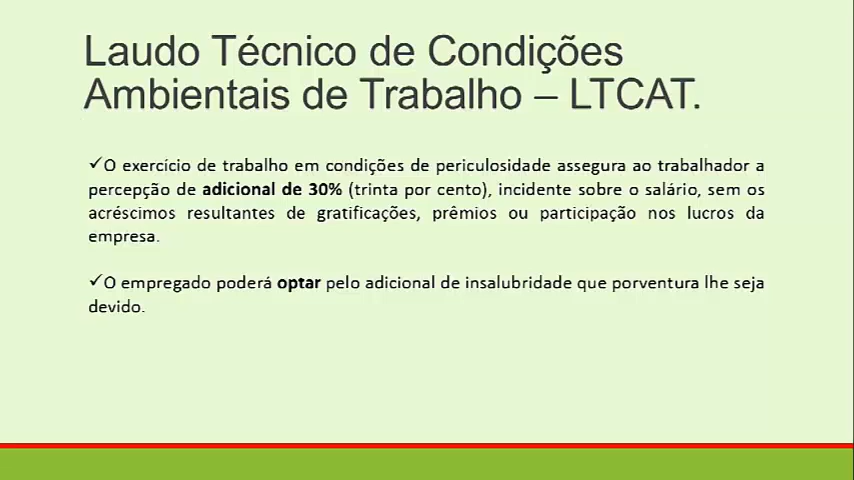 Laudo Técnico de Condições
Ambientais de Trabalho – LTCAT.
✓O exercício de trabalho em condições de periculosidade assegura ao trabalhador a
percepção de adicional de 30% (trinta por cento), incidente sobre o salário, sem os
acréscimos resultantes de gratificações, prêmios ou participação nos lucros da
empresa.
✓O empregado poderá optar pelo adicional de insalubridade que porventura lhe seja
devido.